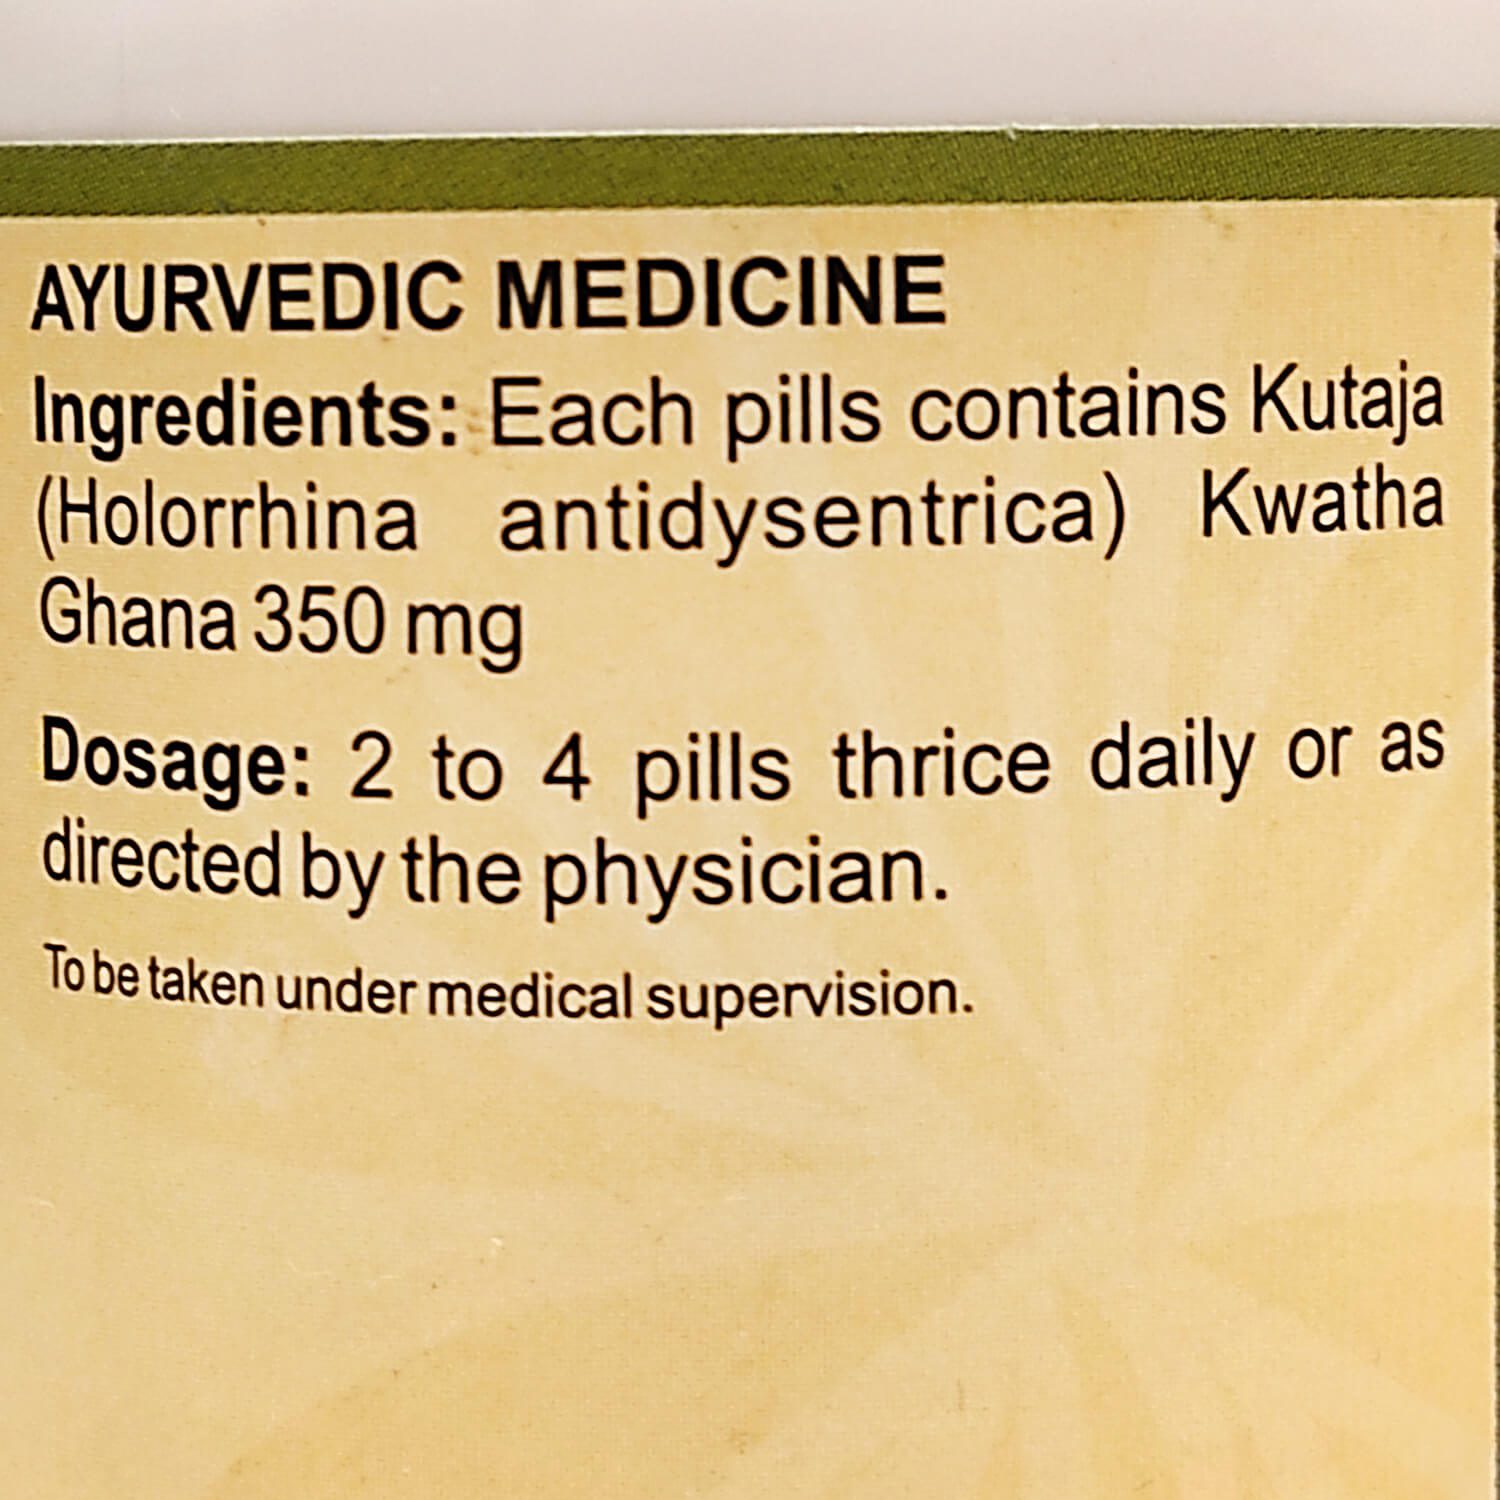 AYURVEDIC MEDICINE
Ingredients: Each pills contains Kutaja
(Holorrhina antidysentrica) Kwatha
Ghana 350 mg
Dosage: 2 to 4 pills thrice daily or as
directed by the physician.
To be taken under medical supervision.